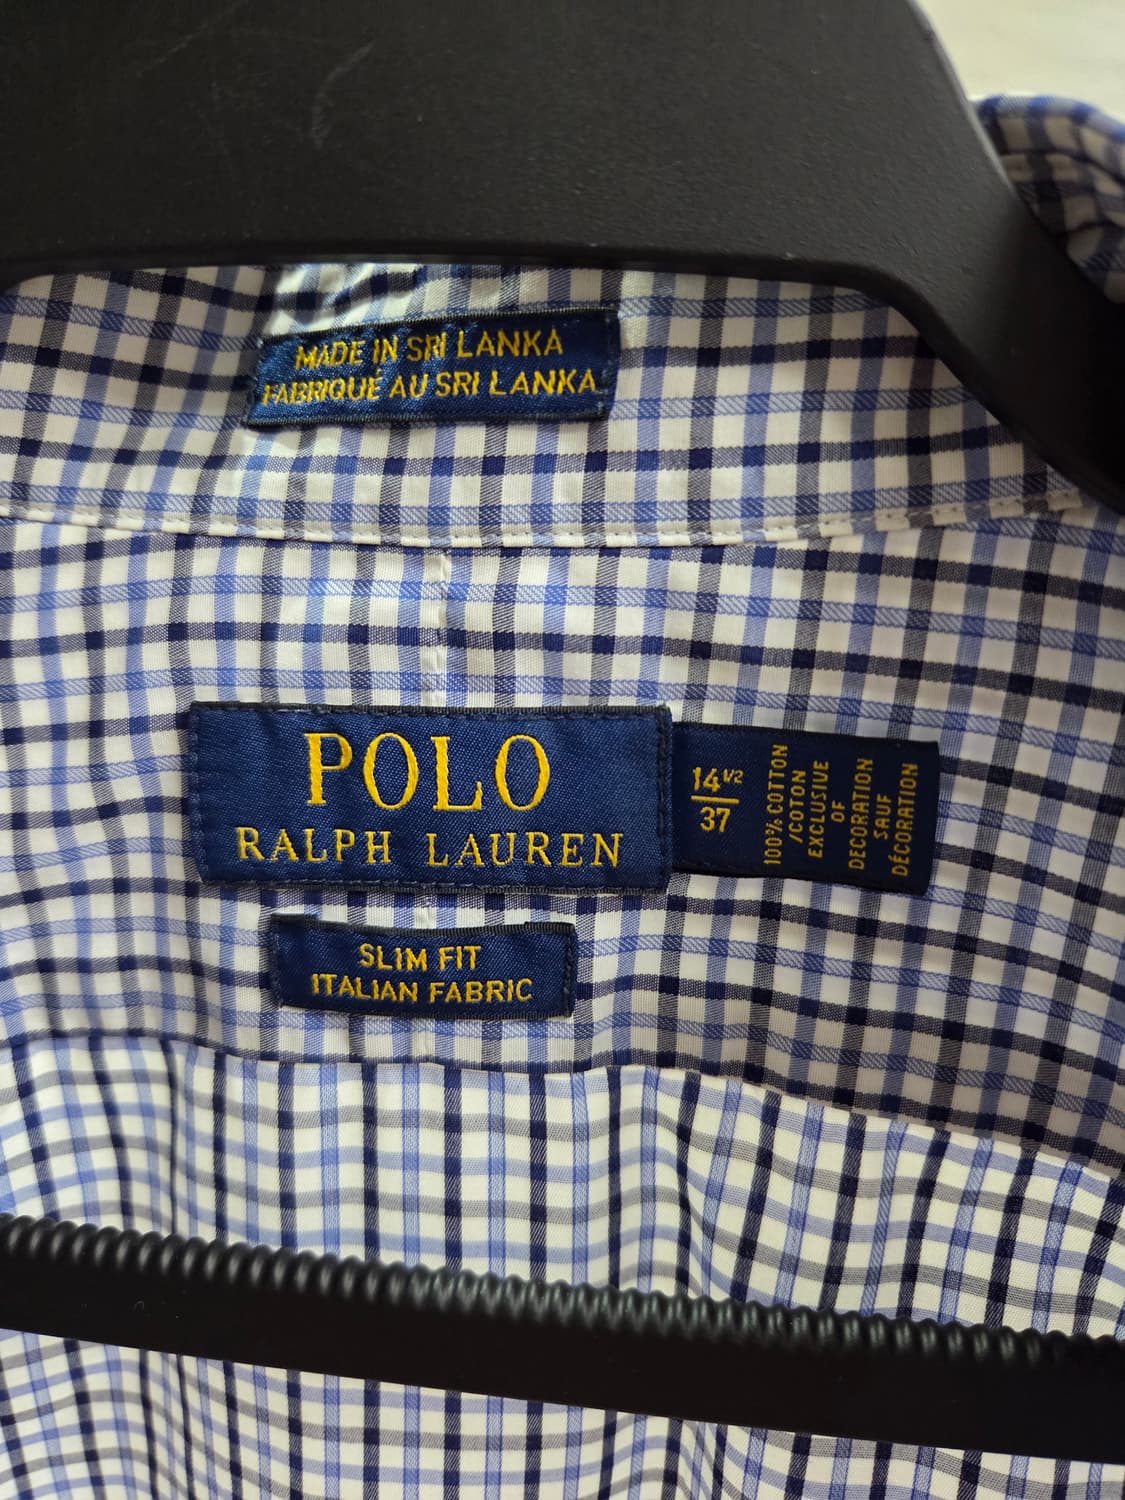 MADE IN SRI LANKA
FABRIQUÉ AU SRI LANKA
POLO
RALPH LAUREN
14 1/2
37
100% COTTON
/COTON
EXCLUSIVE
OF
DECORATION
SAUF
DÉCORATION
SLIM FIT
ITALIAN FABRIC